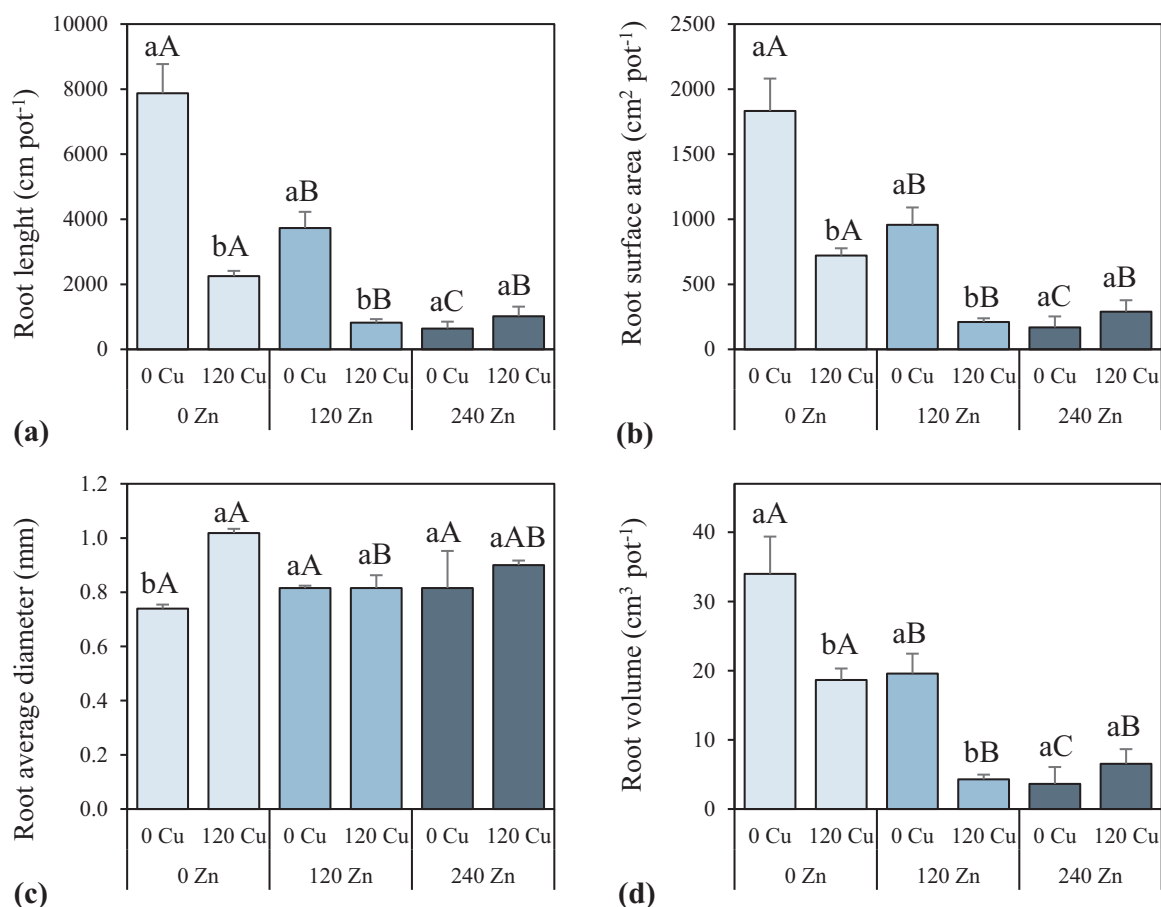 10000
8000
6000
4000
2000
0
Root lenght (cm pot⁻¹)
aA
bA
aB
bB
aC
aB
0 Cu 120 Cu 0 Cu 120 Cu 0 Cu 120 Cu
0 Zn 120 Zn 240 Zn
(a)
2500
2000
1500
1000
500
0
Root surface area (cm² pot⁻¹)
aA
bA
aB
bB
aC
aB
0 Cu 120 Cu 0 Cu 120 Cu 0 Cu 120 Cu
0 Zn 120 Zn 240 Zn
(b)
1.2
1.0
0.8
0.6
0.4
0.2
0.0
Root average diameter (mm)
bA
aA
aA
aB
aA
aAB
0 Cu 120 Cu 0 Cu 120 Cu 0 Cu 120 Cu
0 Zn 120 Zn 240 Zn
(c)
40
30
20
10
0
Root volume (cm³ pot⁻¹)
aA
bA
aB
bB
aC
aB
0 Cu 120 Cu 0 Cu 120 Cu 0 Cu 120 Cu
0 Zn 120 Zn 240 Zn
(d)